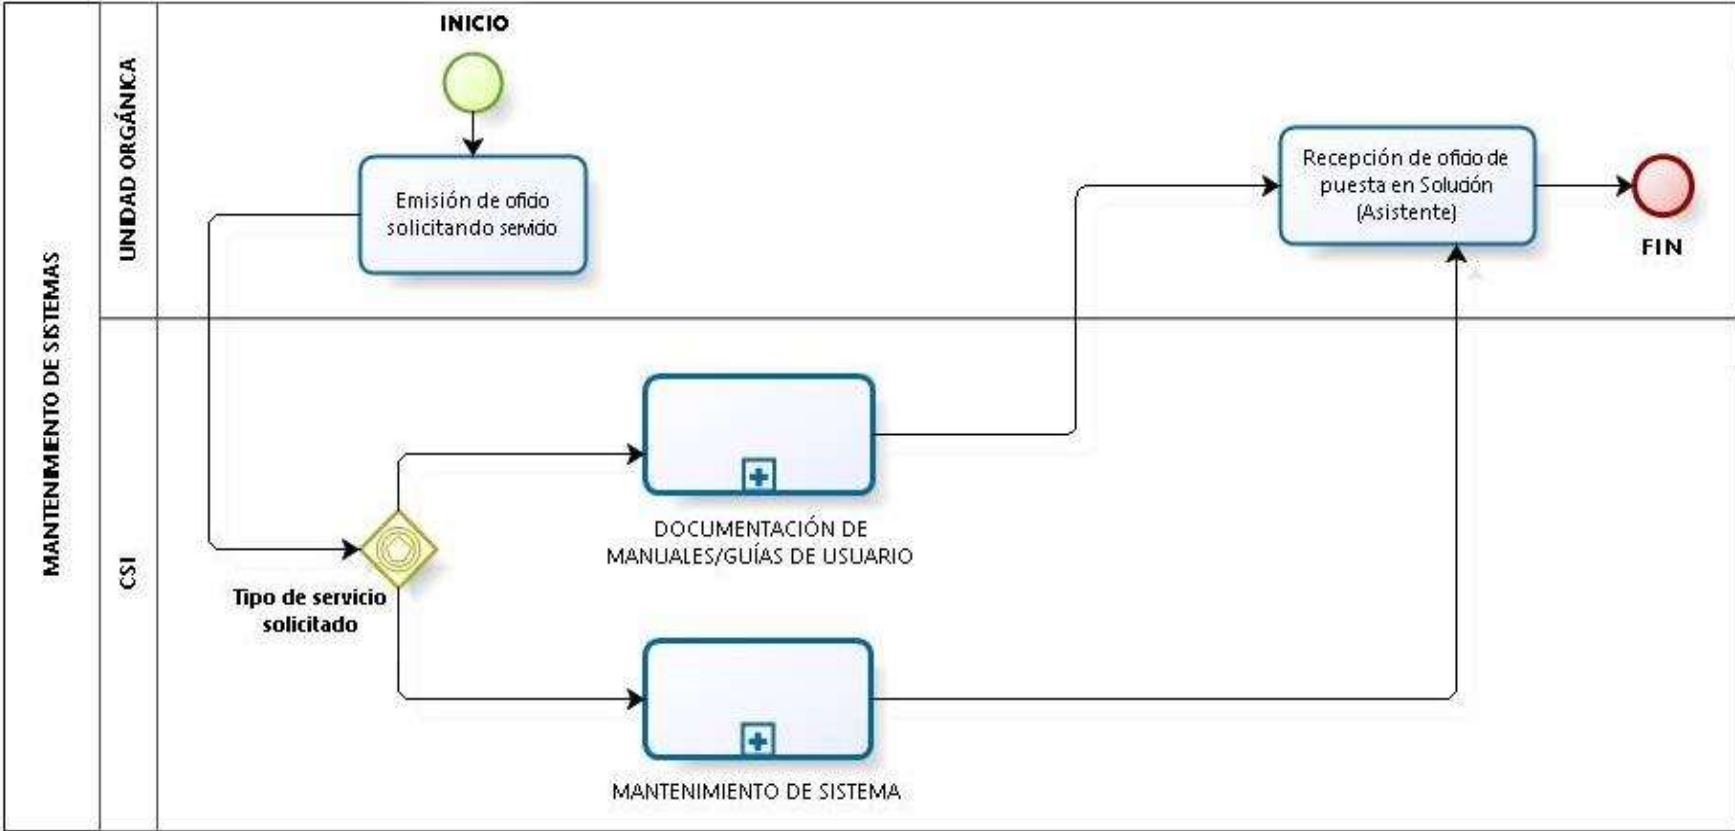 MANTENIMIENTO DE SISTEMAS
UNIDAD ORGÁNICA
INICIO
Emisión de oficio
solicitando servicio
Recepción de oficio de
puesta en Solución
(Asistente)
FIN
CSI
Tipo de servicio
solicitado
DOCUMENTACIÓN DE
MANUALES/GUÍAS DE USUARIO
MANTENIMIENTO DE SISTEMA